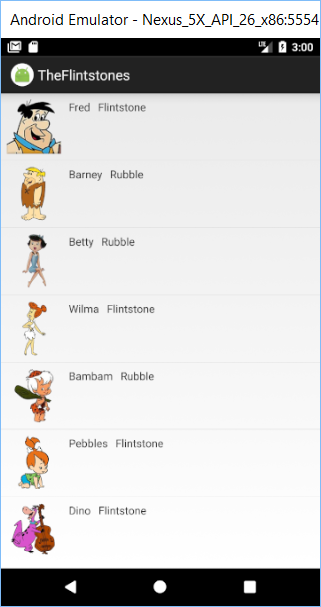 Android Emulator - Nexus_5X_API_26_x86:5554
LTE 3:00
TheFlintstones
Fred Flintstone
Barney Rubble
Betty Rubble
Wilma Flintstone
Bambam Rubble
Pebbles Flintstone
Dino Flintstone